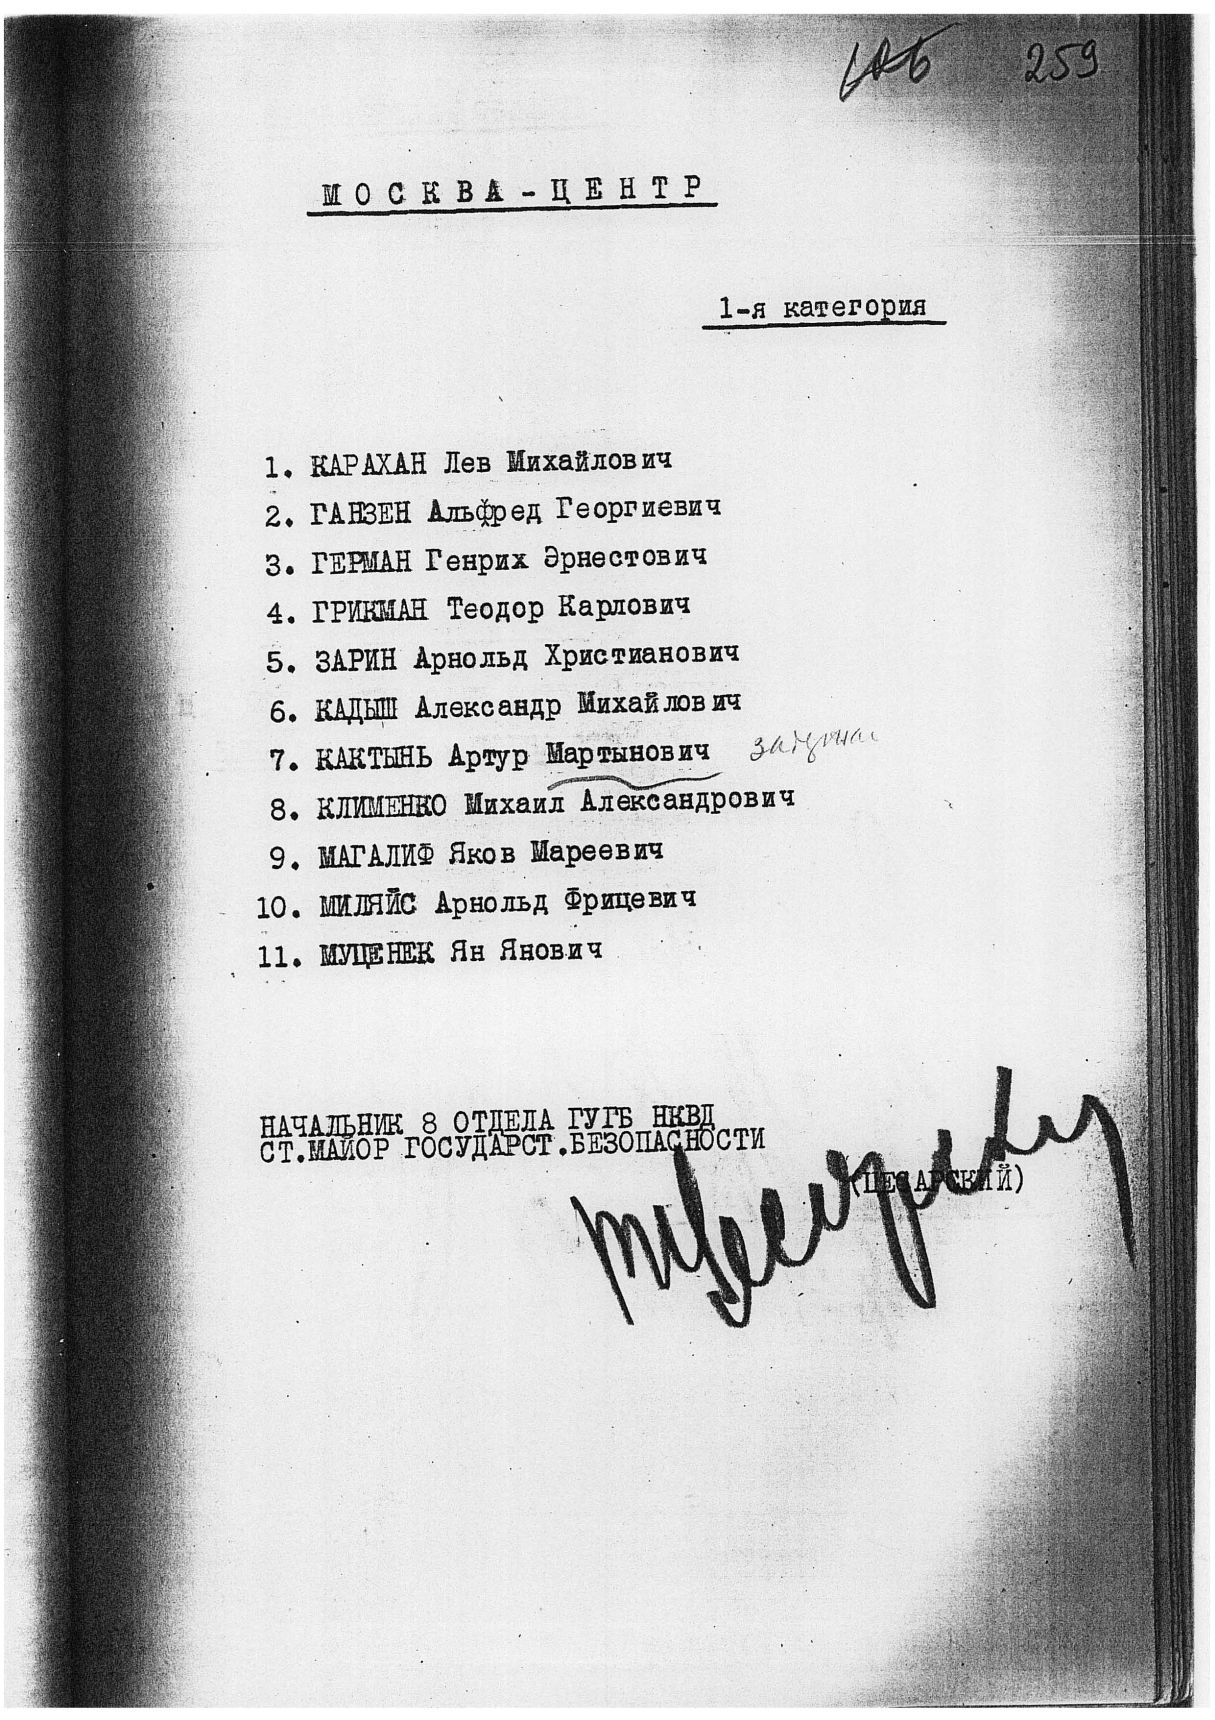 259
МОСКВА-ЦЕНТР
1-я категория
1. КАРАХАН Лев Михайлович
2. ГАНЗЕН Альфред Георгиевич
3. ГЕРМАН Генрих Эрнестович
4. ГРИКМАН Теодор Карлович
5. ЗАРИН Арнольд Христианович
6. КАДЫШ Александр Михайлович
7. КАКТЫНЬ Артур Мартынович
8. КЛИМЕНКО Михаил Александрович
9. МАГАЛИФ Яков Мареевич
10. МИЛЯЙС Арнольд Фрицевич
11. МУЦЕНЕК Ян Янович
НАЧАЛЬНИК 8 ОТДЕЛА ГУГБ НКВД
СТ.МАЙОР ГОСУДАРСТ.БЕЗОПАСНОСТИ
(ЦЕСАРСКИЙ)